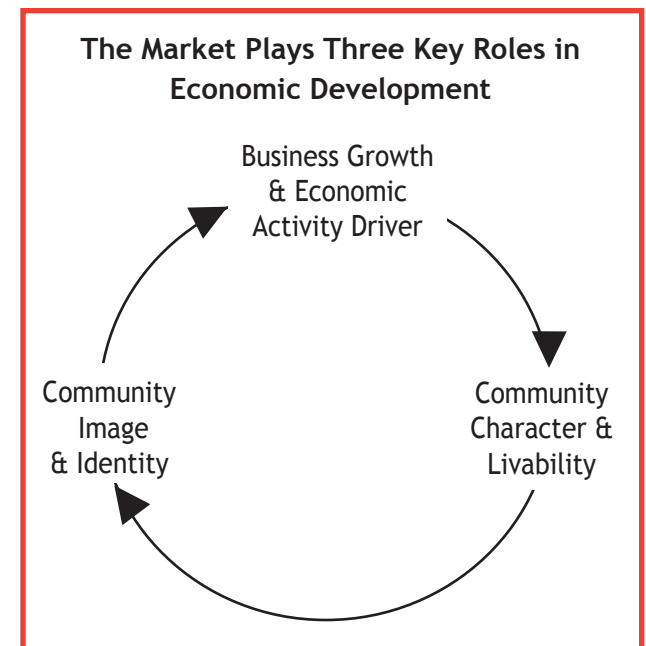 The Market Plays Three Key Roles in
Economic Development
Business Growth
& Economic
Activity Driver
Community
Image
& Identity
Community
Character &
Livability